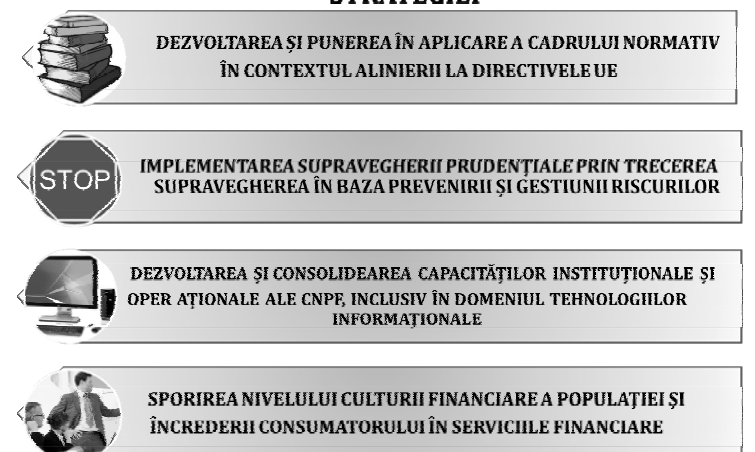 STRATEGIEI
DEZVOLTAREA ȘI PUNEREA ÎN APLICARE A CADRULUI NORMATIV
ÎN CONTEXTUL ALINIERII LA DIRECTIVELE UE
STOP
IMPLEMENTAREA SUPRAVEGHERII PRUDENȚIALE PRIN TRECEREA
SUPRAVEGHEREA ÎN BAZA PREVENIRII ȘI GESTIUNII RISCURILOR
DEZVOLTAREA ȘI CONSOLIDEAREA CAPACITĂȚILOR INSTITUȚIONALE ȘI
OPER AȚIONALE ALE CNPF, INCLUSIV ÎN DOMENIUL TEHNOLOGIILOR
INFORMAȚIONALE
SPORIREA NIVELULUI CULTURII FINANCIARE A POPULAȚIEI ȘI
ÎNCREDERII CONSUMATORULUI ÎN SERVICIILE FINANCIARE